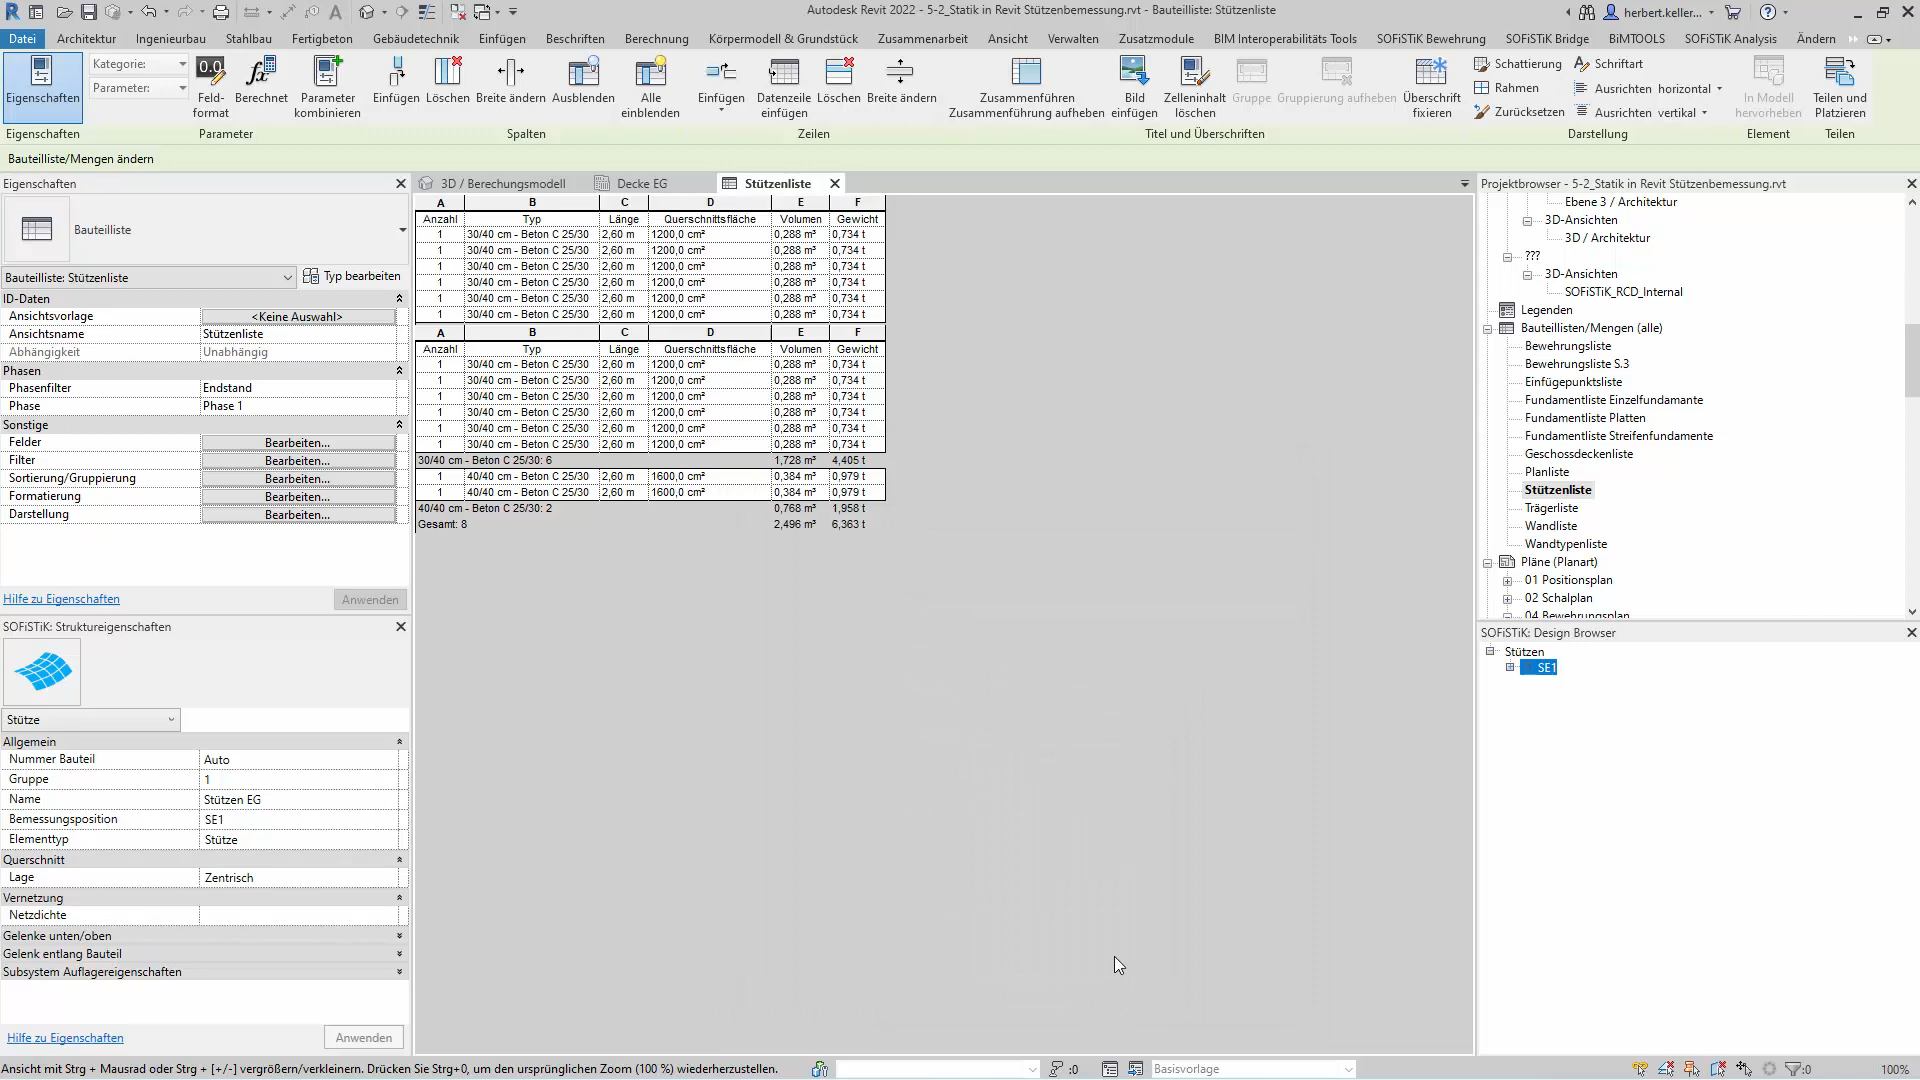 Autodesk Revit 2022 - 5-2_Statik in Revit Stützenbemessung.rvt - Bauteilliste: Stützenliste
herbert.keller...
Datei Architektur Ingenieurbau Stahlbau Fertigbeton Gebäudetechnik Einfügen Beschriften Berechnung Körpermodell & Grundstück Zusammenarbeit Ansicht Verwalten Zusatzmodule BIM Interoperabilitäts Tools SOFiSTiK Bewehrung SOFiSTiK Bridge BiMTOOLS SOFiSTiK Analysis Ändern
Kategorie:
Parameter:
Eigenschaften
Feld-
format
Berechnet
Parameter
kombinieren
Einfügen
Löschen
Breite ändern
Ausblenden
Alle
einblenden
Einfügen
Datenzeile
einfügen
Löschen
Breite ändern
Zusammenführen
Zusammenführung aufheben
Bild
einfügen
Zelleninhalt
löschen
Gruppe
Gruppierung aufheben
Überschrift
fixieren
Schattierung
Rahmen
Zurücksetzen
Schriftart
Ausrichten horizontal
Ausrichten vertikal
In Modell
hervorheben
Teilen und
Platzieren
Eigenschaften Parameter Spalten Zeilen Titel und Überschriften Darstellung Element Teilen
Bauteilliste/Mengen ändern
Eigenschaften
Bauteilliste
Bauteilliste: Stützenliste Typ bearbeiten
ID-Daten
Ansichtsvorlage <Keine Auswahl>
Ansichtsname Stützenliste
Abhängigkeit Unabhängig
Phasen
Phasenfilter Endstand
Phase Phase 1
Sonstige
Felder Bearbeiten...
Filter Bearbeiten...
Sortierung/Gruppierung Bearbeiten...
Formatierung Bearbeiten...
Darstellung Bearbeiten...
Hilfe zu Eigenschaften Anwenden
SOFiSTiK: Struktureigenschaften
Stütze
Allgemein
Nummer Bauteil Auto
Gruppe 1
Name Stützen EG
Bemessungsposition SE1
Elementtyp Stütze
Querschnitt
Lage Zentrisch
Vernetzung
Netzdichte
Gelenke unten/oben
Gelenk entlang Bauteil
Subsystem Auflagereigenschaften
Hilfe zu Eigenschaften Anwenden
3D / Berechungsmodell Decke EG Stützenliste
A B C D E F
Anzahl Typ Länge Querschnittsfläche Volumen Gewicht
1 30/40 cm - Beton C 25/30 2,60 m 1200,0 cm² 0,288 m³ 0,734 t
1 30/40 cm - Beton C 25/30 2,60 m 1200,0 cm² 0,288 m³ 0,734 t
1 30/40 cm - Beton C 25/30 2,60 m 1200,0 cm² 0,288 m³ 0,734 t
1 30/40 cm - Beton C 25/30 2,60 m 1200,0 cm² 0,288 m³ 0,734 t
1 30/40 cm - Beton C 25/30 2,60 m 1200,0 cm² 0,288 m³ 0,734 t
1 30/40 cm - Beton C 25/30 2,60 m 1200,0 cm² 0,288 m³ 0,734 t
A B C D E F
Anzahl Typ Länge Querschnittsfläche Volumen Gewicht
1 30/40 cm - Beton C 25/30 2,60 m 1200,0 cm² 0,288 m³ 0,734 t
1 30/40 cm - Beton C 25/30 2,60 m 1200,0 cm² 0,288 m³ 0,734 t
1 30/40 cm - Beton C 25/30 2,60 m 1200,0 cm² 0,288 m³ 0,734 t
1 30/40 cm - Beton C 25/30 2,60 m 1200,0 cm² 0,288 m³ 0,734 t
1 30/40 cm - Beton C 25/30 2,60 m 1200,0 cm² 0,288 m³ 0,734 t
1 30/40 cm - Beton C 25/30 2,60 m 1200,0 cm² 0,288 m³ 0,734 t
30/40 cm - Beton C 25/30: 6 1,728 m³ 4,405 t
1 40/40 cm - Beton C 25/30 2,60 m 1600,0 cm² 0,384 m³ 0,979 t
1 40/40 cm - Beton C 25/30 2,60 m 1600,0 cm² 0,384 m³ 0,979 t
40/40 cm - Beton C 25/30: 2 0,768 m³ 1,958 t
Gesamt: 8 2,496 m³ 6,363 t
Projektbrowser - 5-2_Statik in Revit Stützenbemessung.rvt
Ebene 3 / Architektur
3D-Ansichten
3D / Architektur
???
3D-Ansichten
SOFiSTiK_RCD_Internal
Legenden
Bauteillisten/Mengen (alle)
Bewehrungsliste
Bewehrungsliste S.3
Einfügepunktsliste
Fundamentliste Einzelfundamante
Fundamentliste Platten
Fundamentliste Streifenfundamente
Geschossdeckenliste
Planliste
Stützenliste
Trägerliste
Wandliste
Wandtypenliste
Pläne (Planart)
01 Positionsplan
02 Schalplan
04 Bewehrungsplan
SOFiSTiK: Design Browser
Stützen
SE1
Ansicht mit Strg + Mausrad oder Strg + [+/-] vergrößern/verkleinern. Drücken Sie Strg+0, um den ursprünglichen Zoom (100 %) wiederherzustellen. :0 Basisvorlage :0 100%